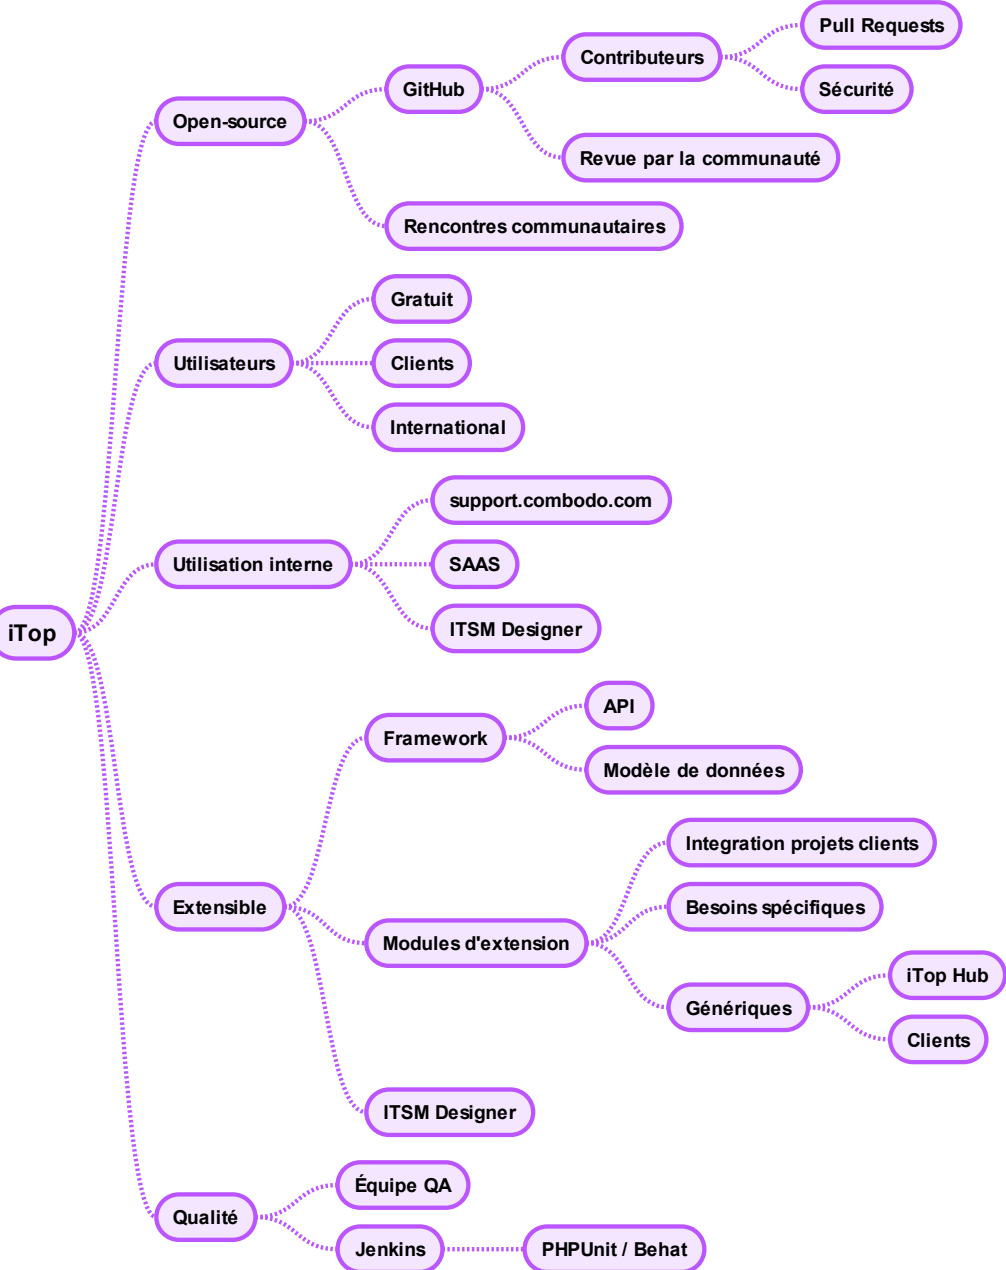 Pull Requests
Contributeurs
GitHub
Sécurité
Open-source
Revue par la communauté
Rencontres communautaires
Gratuit
Utilisateurs
Clients
International
support.combodo.com
Utilisation interne
SAAS
ITSM Designer
iTop
API
Framework
Modèle de données
Integration projets clients
Extensible
Besoins spécifiques
Modules d'extension
iTop Hub
Génériques
Clients
ITSM Designer
Équipe QA
Qualité
Jenkins
PHPUnit / Behat